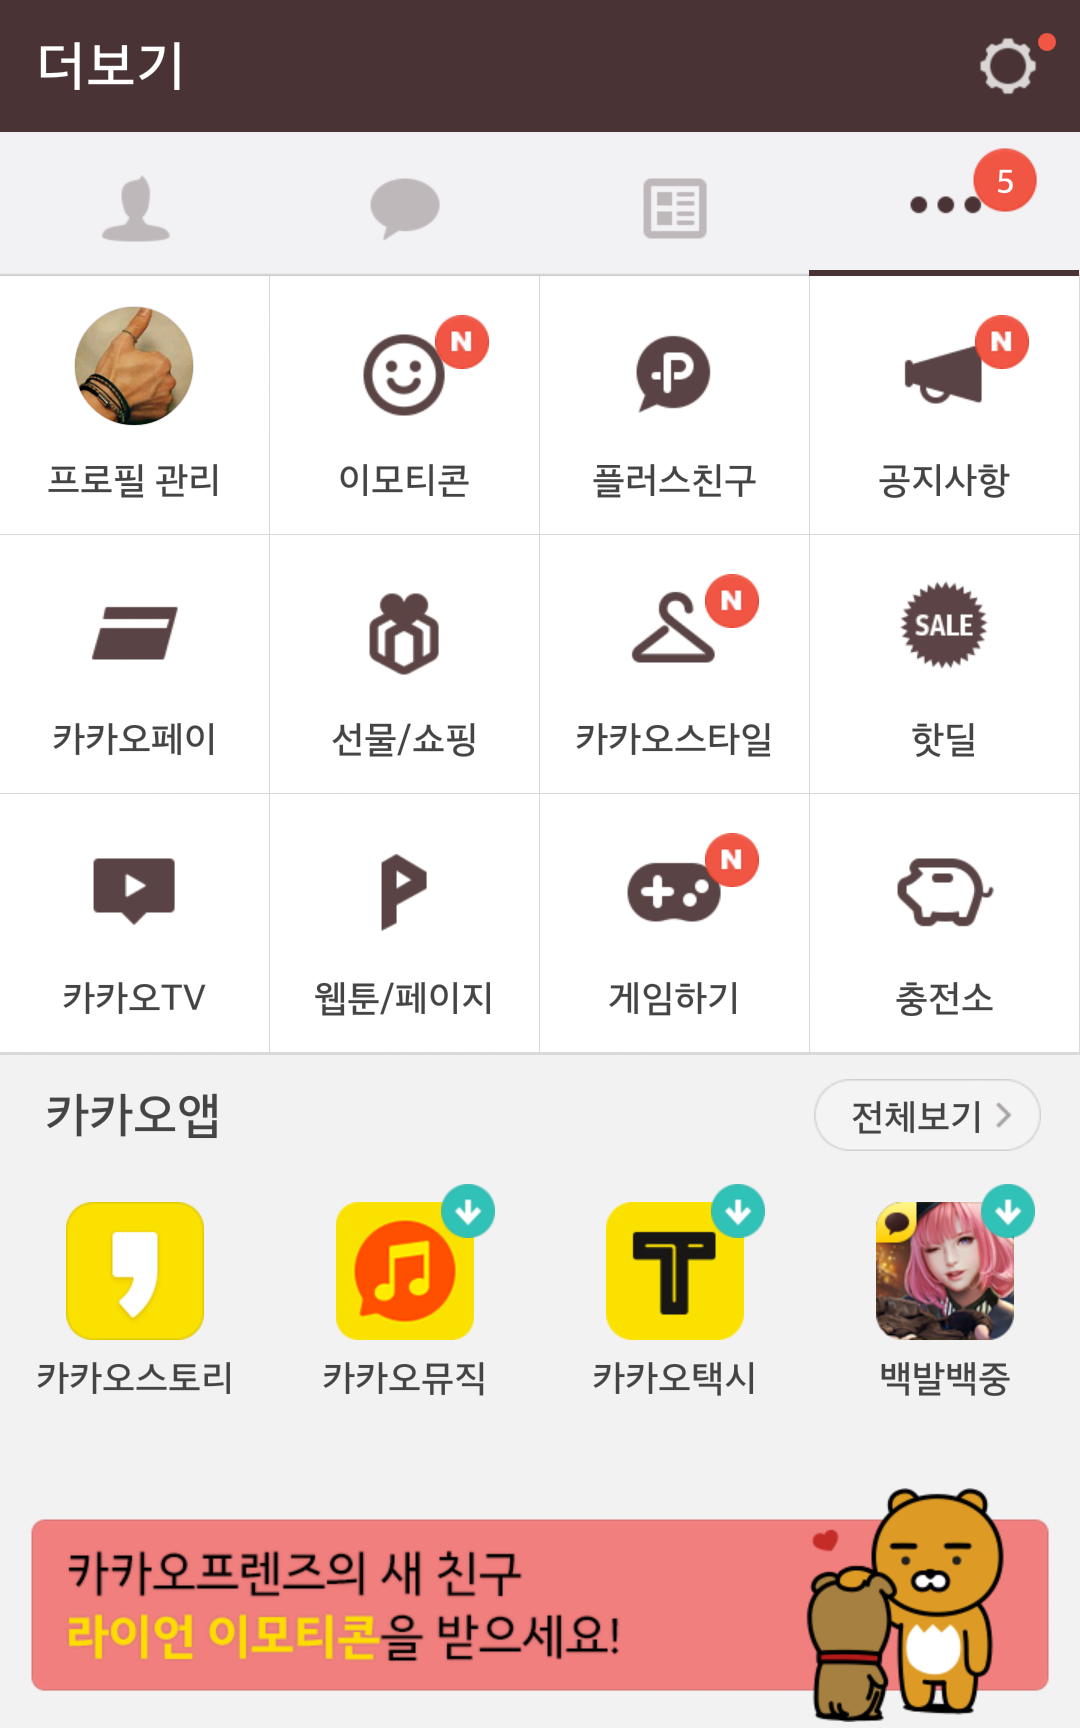 더보기
5
N
N
프로필 관리
이모티콘
플러스친구
공지사항
N
SALE
카카오페이
선물/쇼핑
카카오스타일
핫딜
N
카카오TV
웹툰/페이지
게임하기
충전소
카카오앱
전체보기
T
카카오스토리
카카오뮤직
카카오택시
백발백중
카카오프렌즈의 새 친구
라이언 이모티콘을 받으세요!